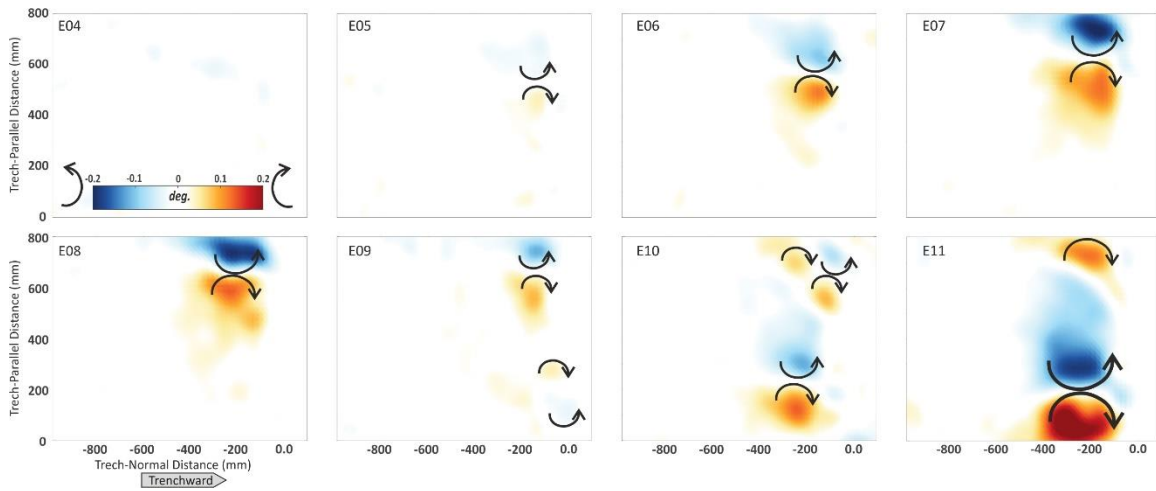 E04
E05
E06
E07
Trech-Parallel Distance (mm)
800
600
400
200
0
-0.2 -0.1 0 0.1 0.2
deg.
E08
E09
E10
E11
Trech-Parallel Distance (mm)
800
600
400
200
0
-800 -600 -400 -200 0.0
-800 -600 -400 -200 0.0
-800 -600 -400 -200 0.0
-800 -600 -400 -200 0.0
Trech-Normal Distance (mm)
Trenchward